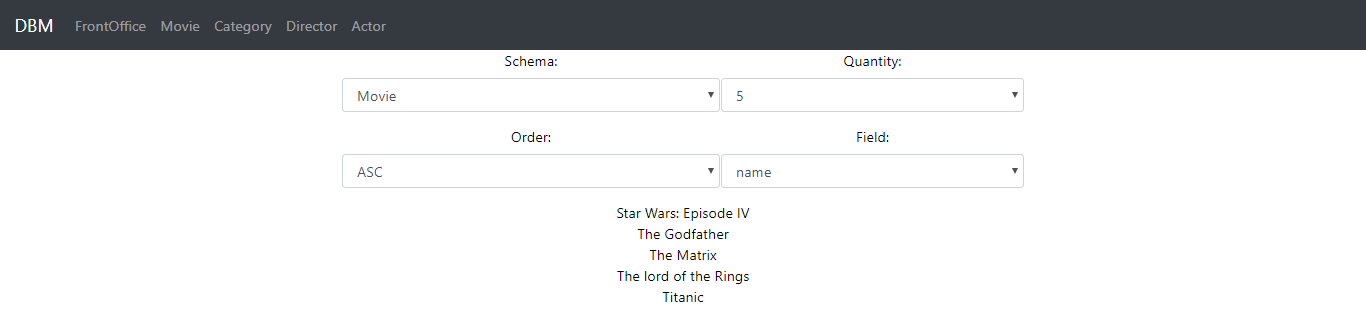 DBM FrontOffice Movie Category Director Actor
Schema: Quantity:
Movie 5
Order: Field:
ASC name
Star Wars: Episode IV
The Godfather
The Matrix
The lord of the Rings
Titanic